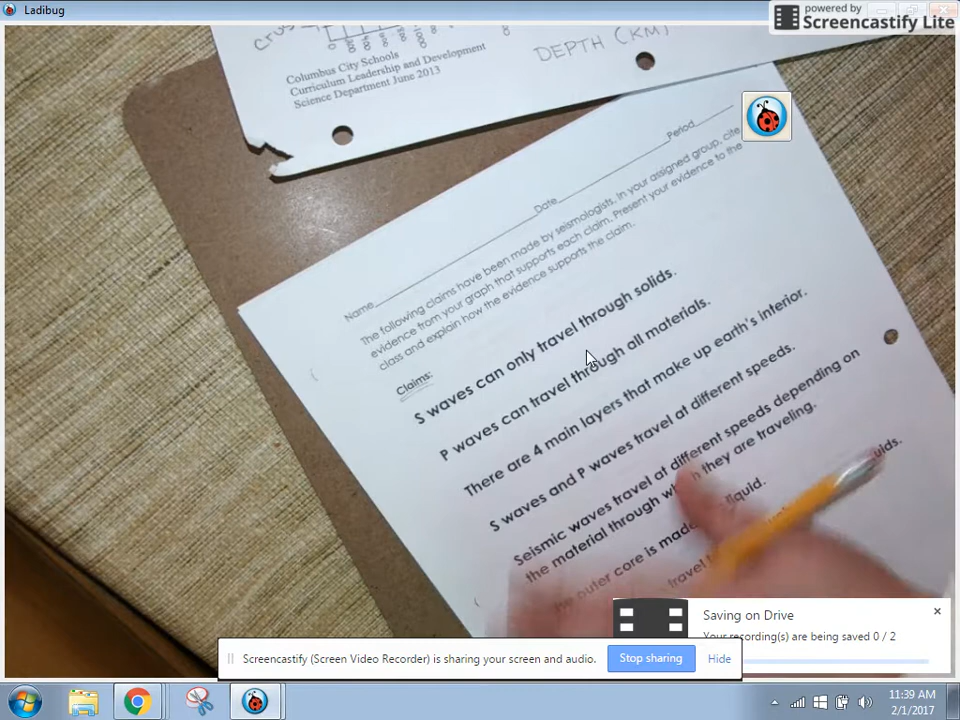 Ladibug
powered by
Screencastify Lite
DEPTH (KM)
Columbus City Schools
Curriculum Leadership and Development
Science Department June 2013
Name Date Period
The following claims have been made by seismologists. In your assigned group, cite
evidence from your graph that supports each claim. Present your evidence to the
class and explain how the evidence supports the claim.
Claims:
S waves can only travel through solids.
P waves can travel through all materials.
There are 4 main layers that make up earth's interior.
S waves and P waves travel at different speeds.
Seismic waves travel at different speeds depending on
the material through they are traveling.
outer core is made liquid.
travel
Saving on Drive
Your recording(s) are being saved 0 / 2
Screencastify (Screen Video Recorder) is sharing your screen and audio.
Stop sharing
Hide
11:39 AM
2/1/2017